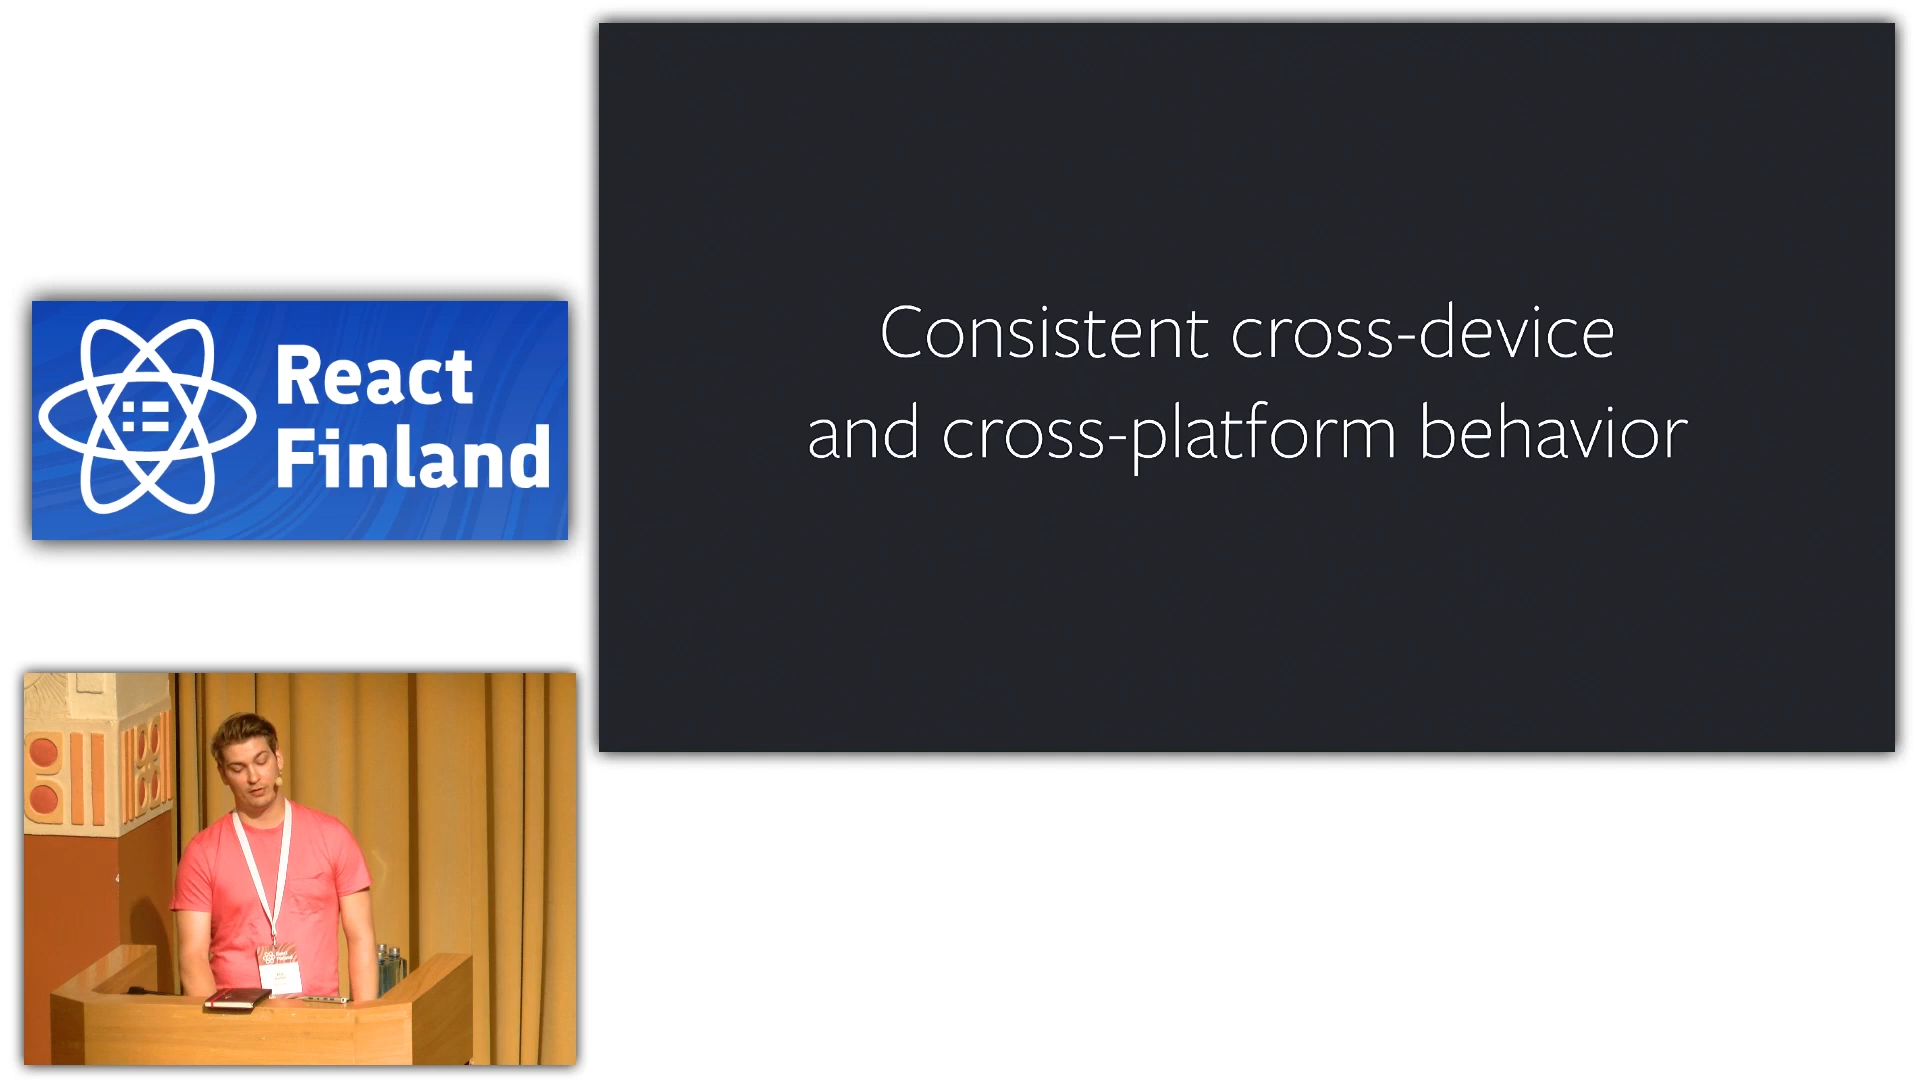 Consistent cross-device
and cross-platform behavior
React
Finland